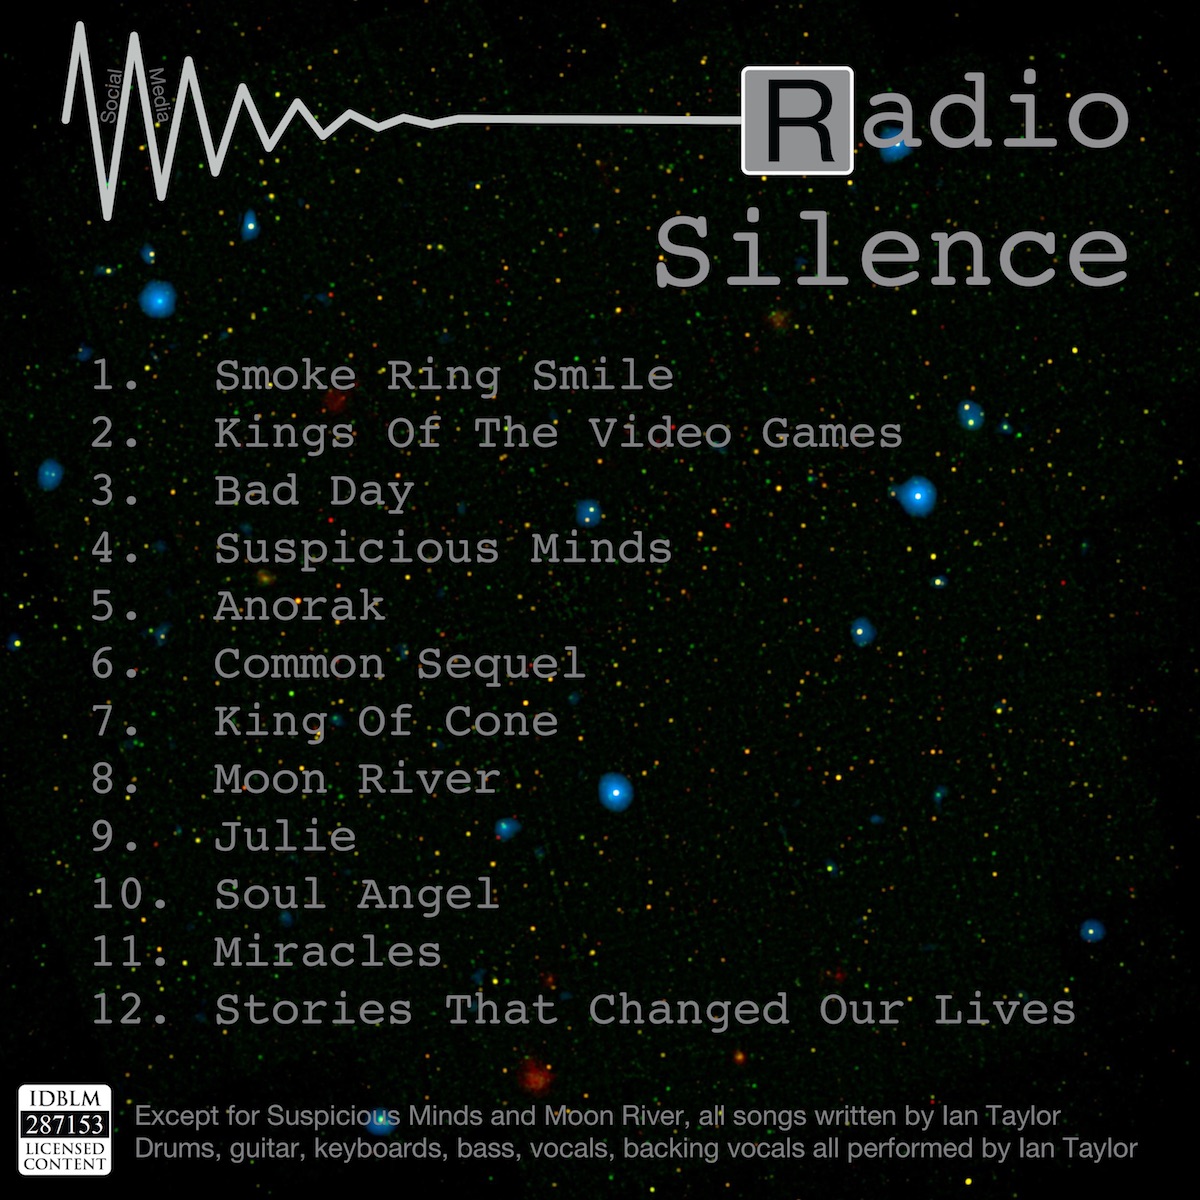 Social
Media
Radio
Silence
1. Smoke Ring Smile
2. Kings Of The Video Games
3. Bad Day
4. Suspicious Minds
5. Anorak
6. Common Sequel
7. King Of Cone
8. Moon River
9. Julie
10. Soul Angel
11. Miracles
12. Stories That Changed Our Lives
IDBLM
287153
LICENSED
CONTENT
Except for Suspicious Minds and Moon River, all songs written by Ian Taylor
Drums, guitar, keyboards, bass, vocals, backing vocals all performed by Ian Taylor